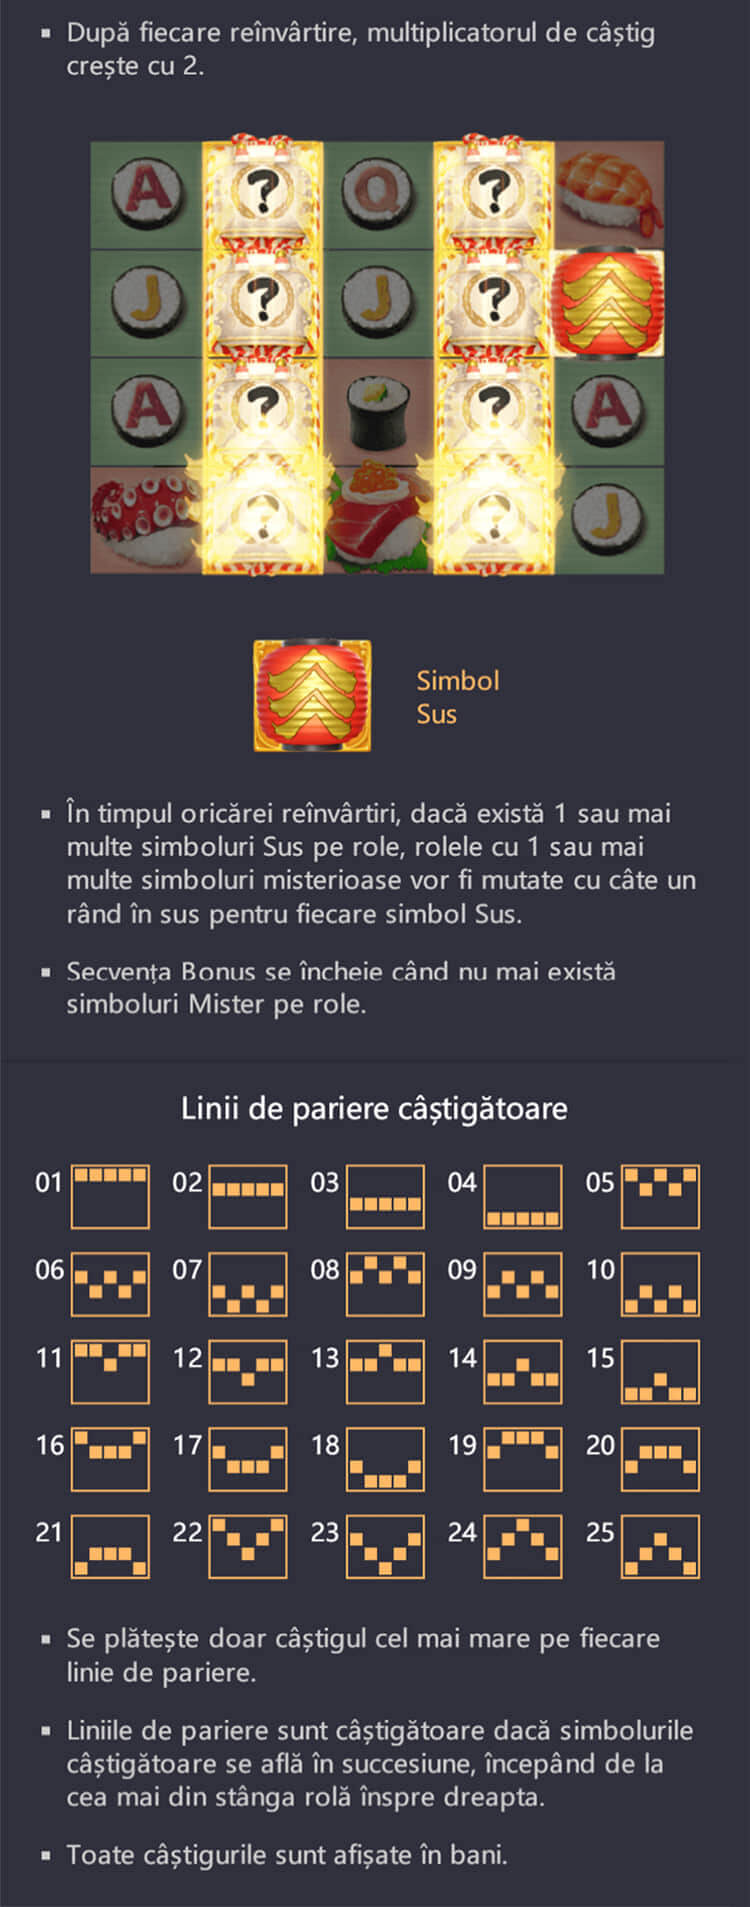 ▪ După fiecare reînvârtire, multiplicatorul de câștig
crește cu 2.
A ? Q ?
J ? J ?
A ? ? A
? ? J
Simbol
Sus
▪ În timpul oricărei reînvârtiri, dacă există 1 sau mai
multe simboluri Sus pe role, rolele cu 1 sau mai
multe simboluri misterioase vor fi mutate cu câte un
rând în sus pentru fiecare simbol Sus.
▪ Secvența Bonus se încheie când nu mai există
simboluri Mister pe role.
Linii de pariere câștigătoare
01 02 03 04 05
06 07 08 09 10
11 12 13 14 15
16 17 18 19 20
21 22 23 24 25
▪ Se plătește doar câștigul cel mai mare pe fiecare
linie de pariere.
▪ Liniile de pariere sunt câștigătoare dacă simbolurile
câștigătoare se află în succesiune, începând de la
cea mai din stânga rolă înspre dreapta.
▪ Toate câștigurile sunt afișate în bani.